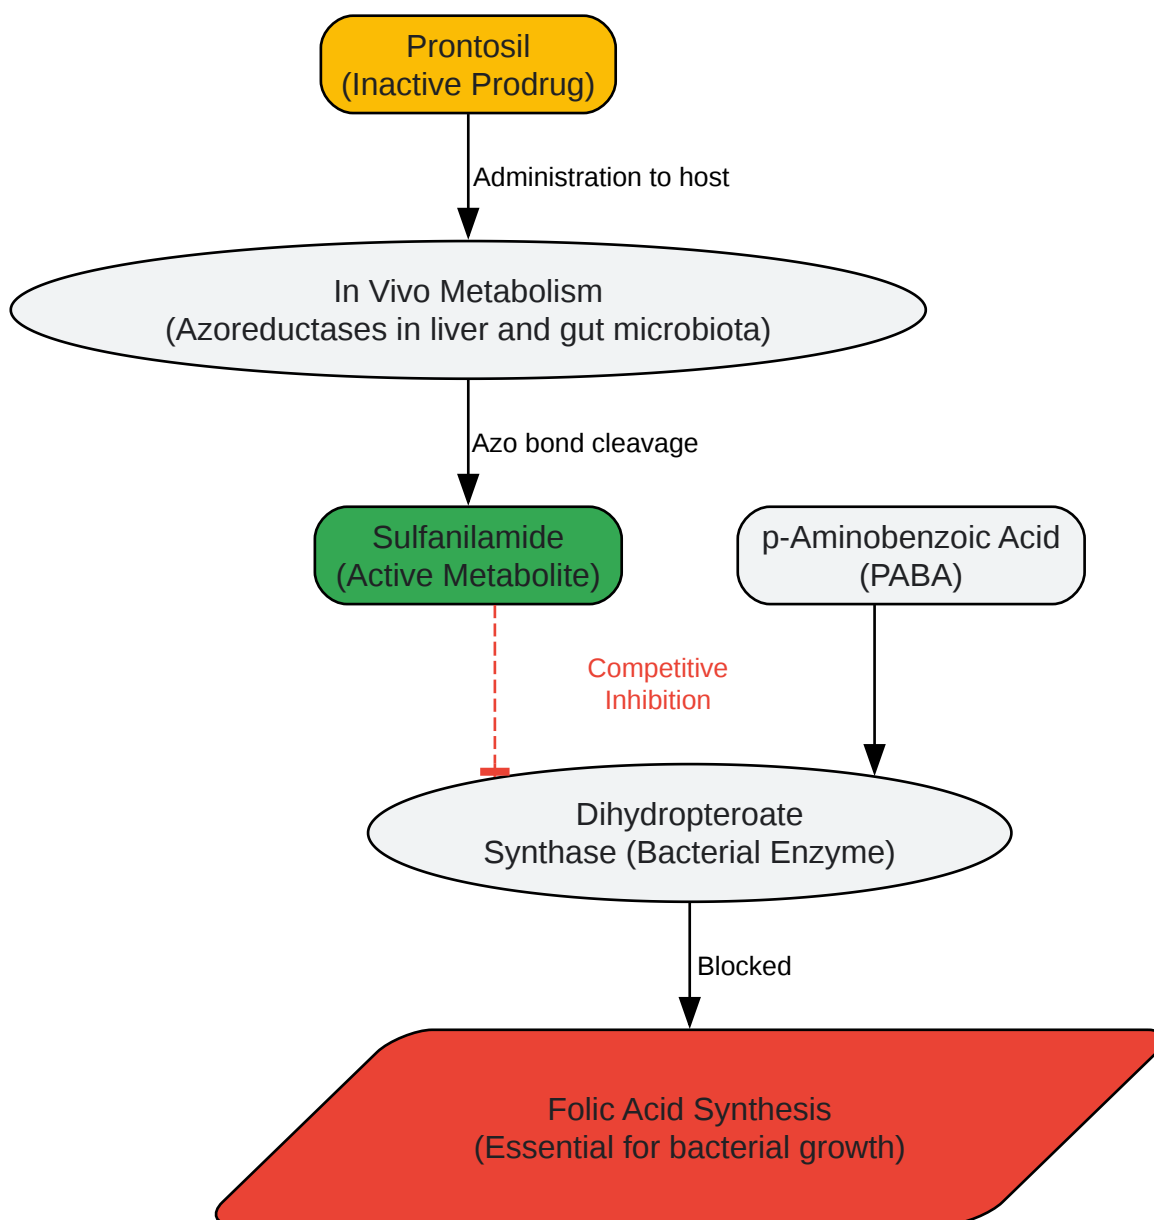 Prontosil
(Inactive Prodrug)
Administration to host
In Vivo Metabolism
(Azoreductases in liver and gut microbiota)
Azo bond cleavage
Sulfanilamide
(Active Metabolite)
p-Aminobenzoic Acid
(PABA)
Competitive
Inhibition
Dihydropteroate
Synthase (Bacterial Enzyme)
Blocked
Folic Acid Synthesis
(Essential for bacterial growth)